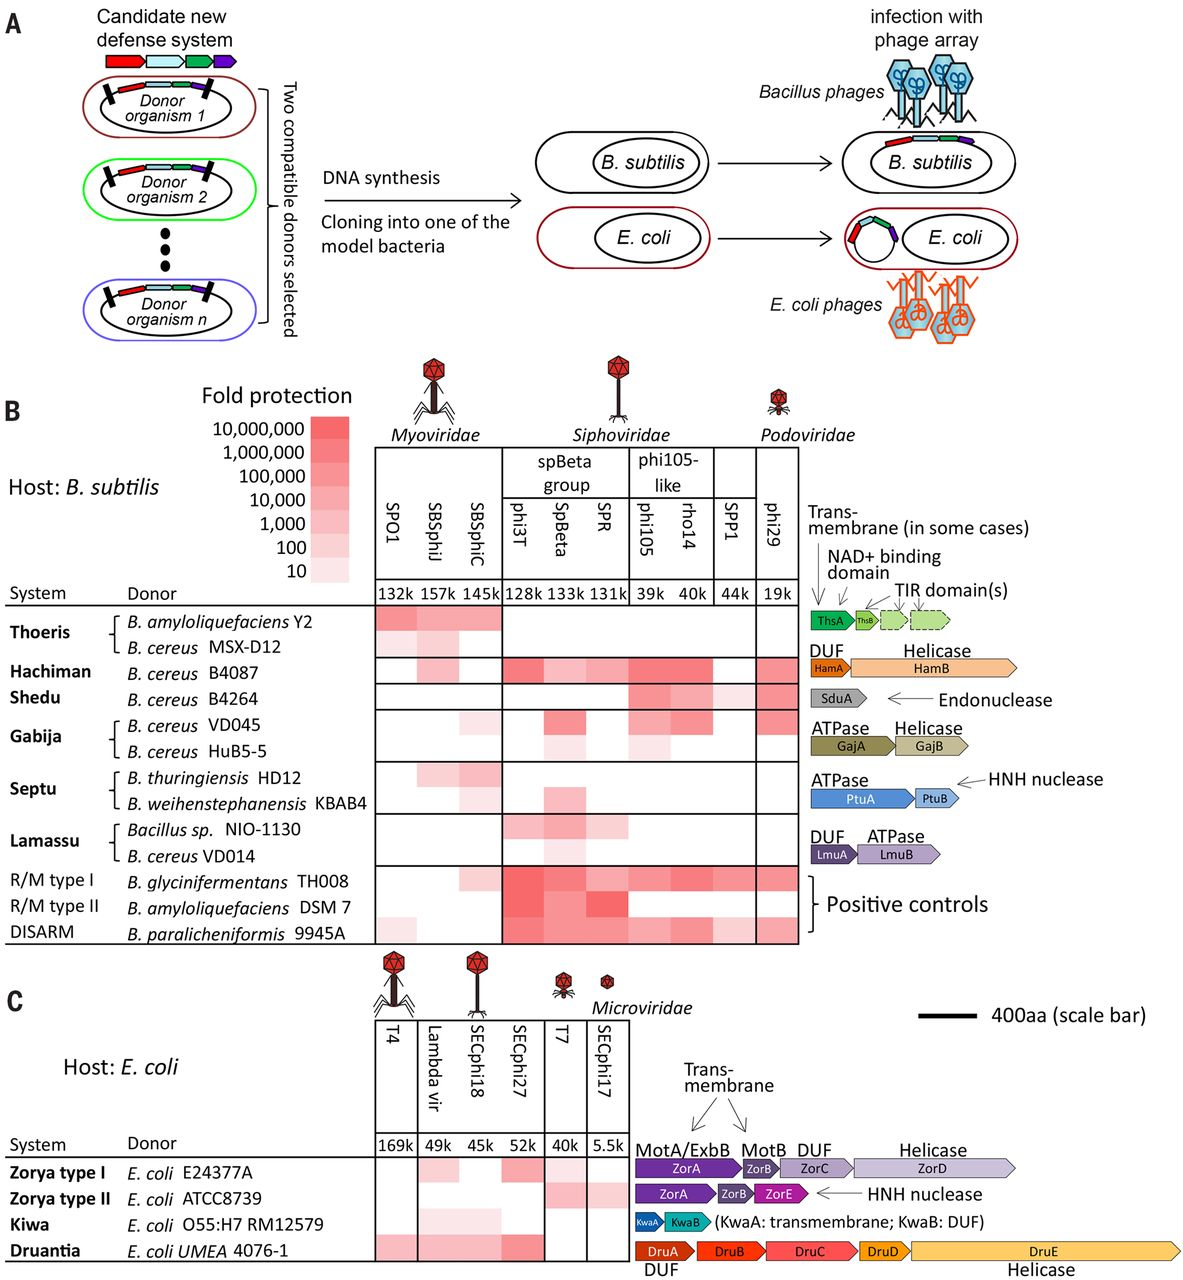 A
Candidate new
defense system
Donor
organism 1
Donor
organism 2
Donor
organism n
Two compatible donors selected
DNA synthesis
Cloning into one of the
model bacteria
B. subtilis
E. coli
infection with
phage array
Bacillus phages
B. subtilis
E. coli
E. coli phages
B
Fold protection
10,000,000
1,000,000
100,000
10,000
1,000
100
10
Host: B. subtilis
Myoviridae Siphoviridae Podoviridae
spBeta
group
phi105-
like
SPO1 SBSphiJ SBSphiC phi3T SpBeta SPR phi105 rho14 SPP1 phi29
System Donor 132k 157k 145k 128k 133k 131k 39k 40k 44k 19k
Thoeris
B. amyloliquefaciens Y2
B. cereus MSX-D12
Hachiman B. cereus B4087
Shedu B. cereus B4264
Gabija
B. cereus VD045
B. cereus HuB5-5
Septu
B. thuringiensis HD12
B. weihenstephanensis KBAB4
Lamassu
Bacillus sp. NIO-1130
B. cereus VD014
R/M type I B. glycinifermentans TH008
R/M type II B. amyloliquefaciens DSM 7
DISARM B. paralicheniformis 9945A
Positive controls
Trans-
membrane (in some cases)
NAD+ binding
domain
TIR domain(s)
ThsA ThsB
DUF Helicase
HamA HamB
SduA Endonuclease
ATPase Helicase
GajA GajB
ATPase HNH nuclease
PtuA PtuB
DUF ATPase
LmuA LmuB
C
Microviridae
400aa (scale bar)
Host: E. coli
T4 Lambda vir SECphi18 SECphi27 T7 SECphi17
System Donor 169k 49k 45k 52k 40k 5.5k
Zorya type I E. coli E24377A
Zorya type II E. coli ATCC8739
Kiwa E. coli O55:H7 RM12579
Druantia E. coli UMEA 4076-1
Trans-
membrane
MotA/ExbB MotB DUF Helicase
ZorA ZorB ZorC ZorD
ZorA ZorB ZorE HNH nuclease
KwaA KwaB (KwaA: transmembrane; KwaB: DUF)
DruA DruB DruC DruD DruE
DUF Helicase